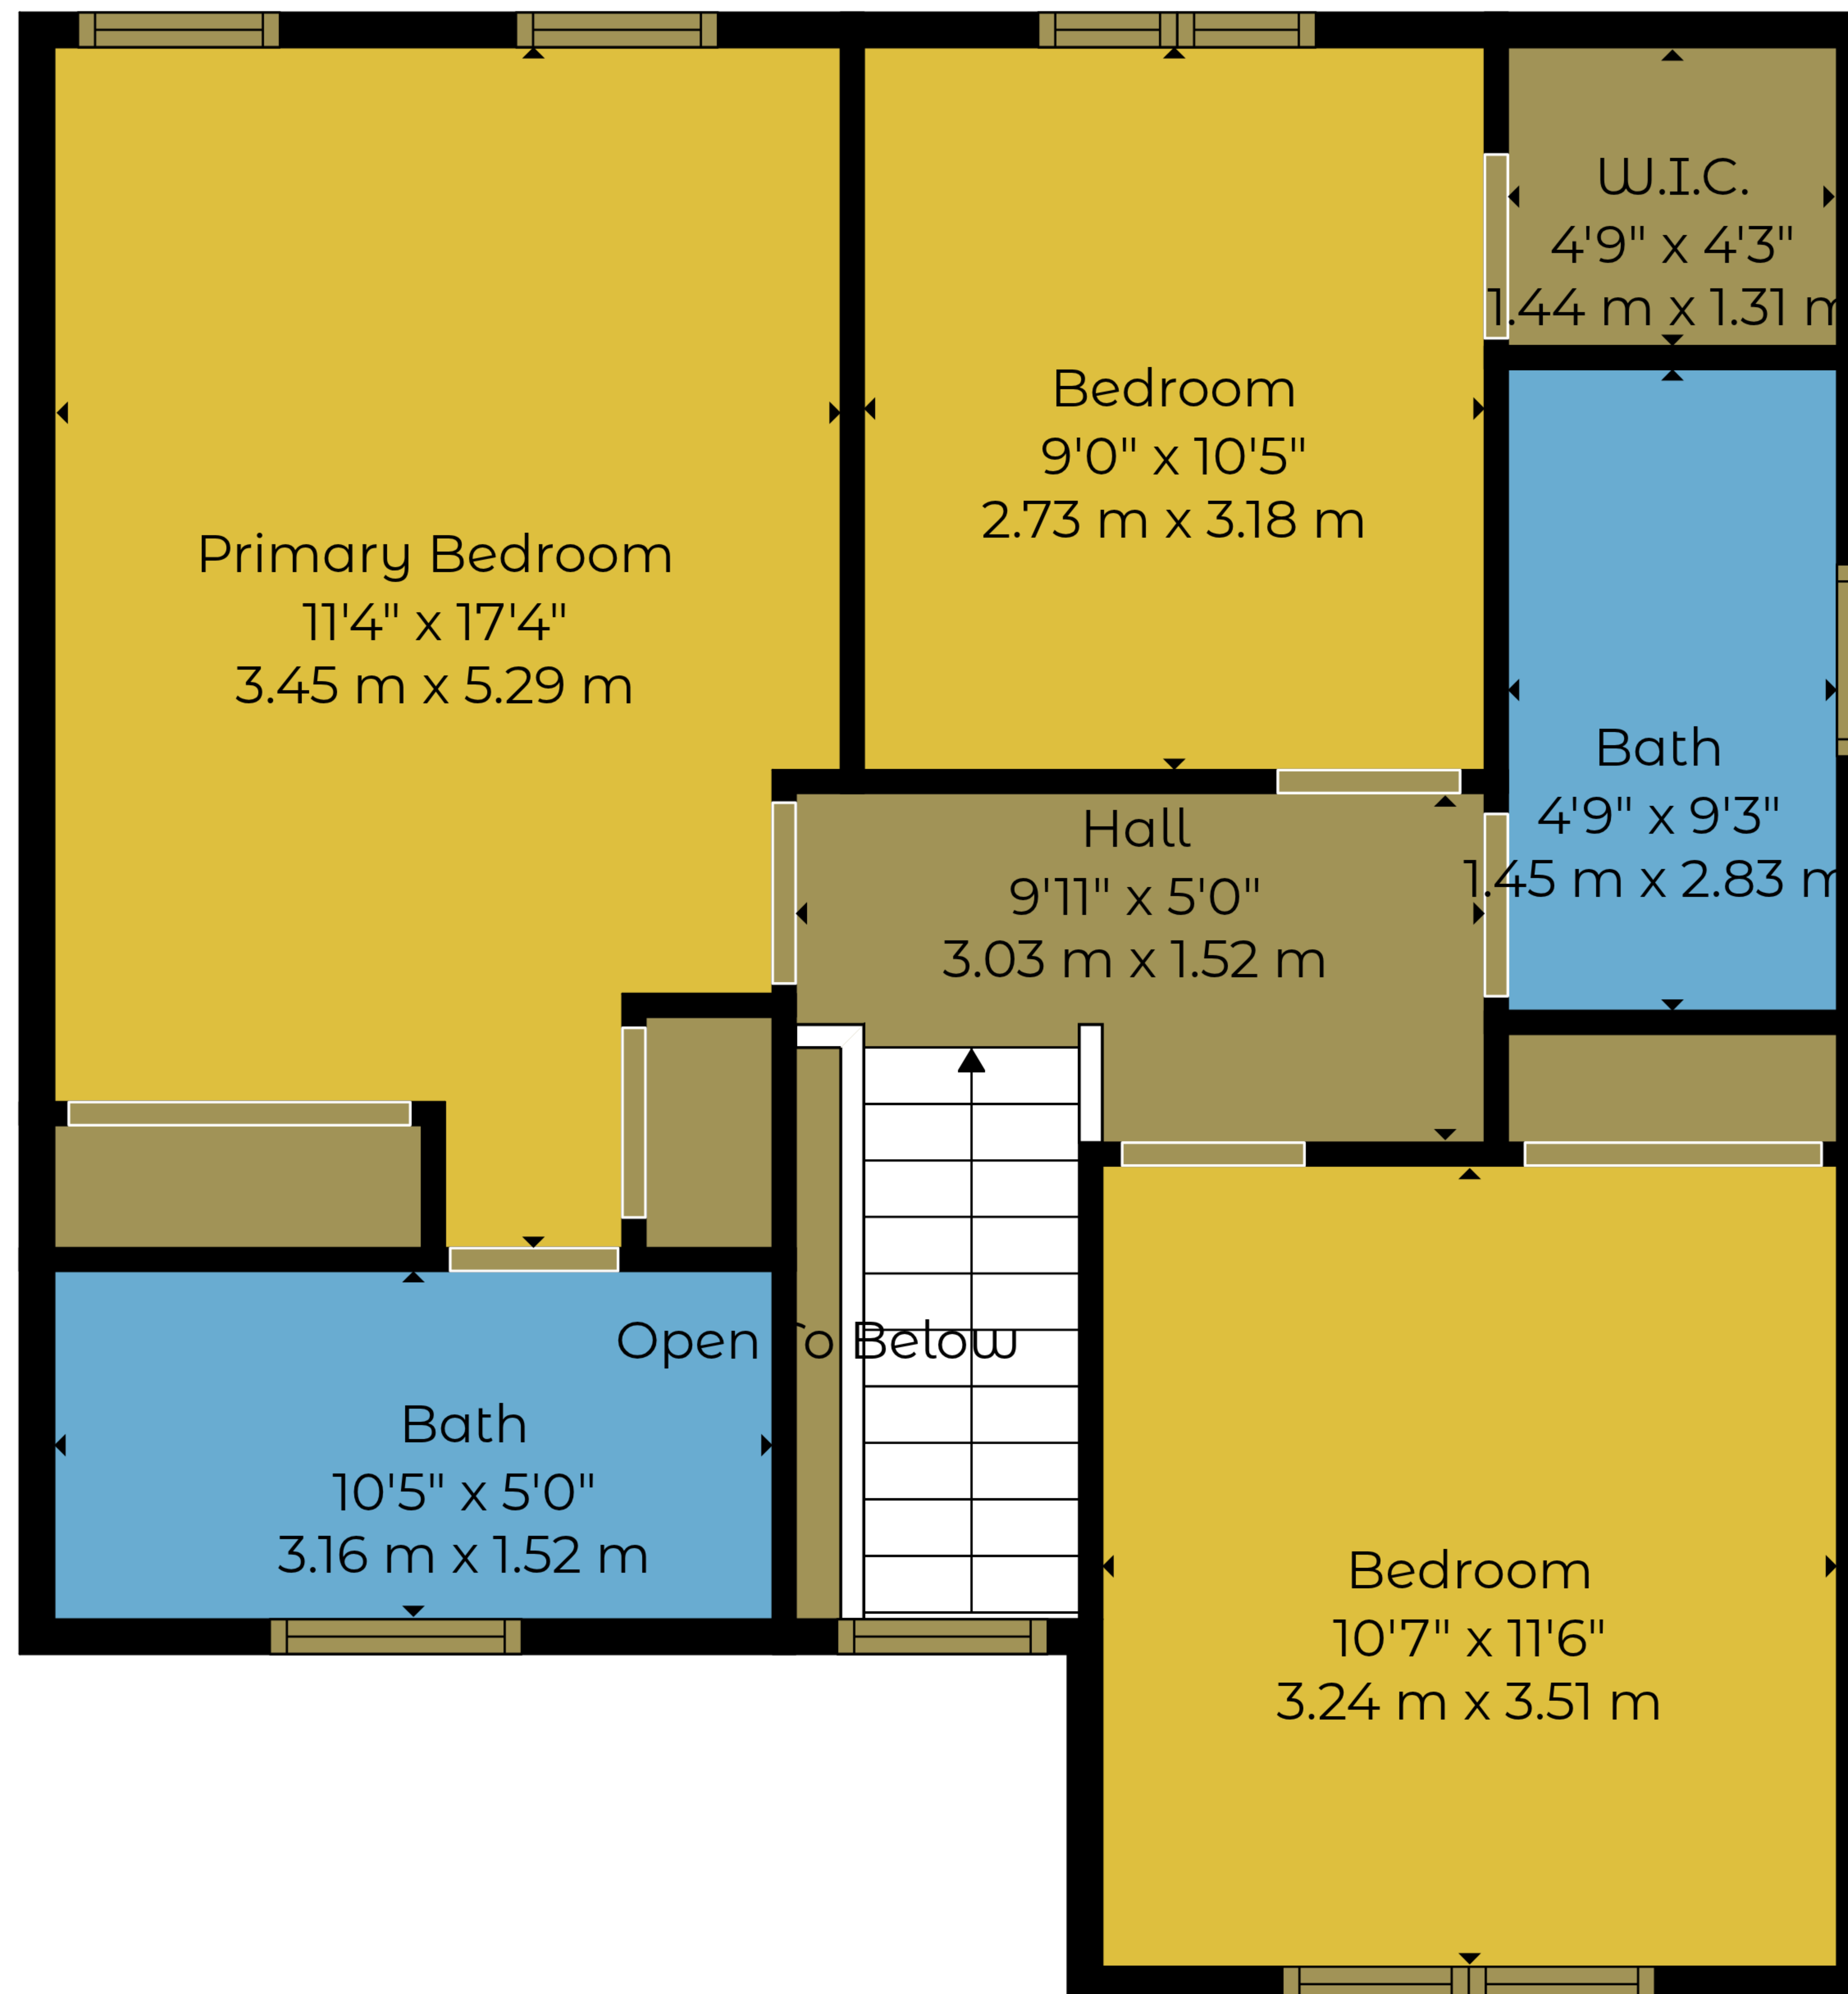 W.I.C.
4'9" x 4'3"
1.44 m x 1.31 m
Bedroom
9'0" x 10'5"
2.73 m x 3.18 m
Primary Bedroom
11'4" x 17'4"
3.45 m x 5.29 m
Bath
4'9" x 9'3"
1.45 m x 2.83 m
Hall
9'11" x 5'0"
3.03 m x 1.52 m
Open To Below
Bath
10'5" x 5'0"
3.16 m x 1.52 m
Bedroom
10'7" x 11'6"
3.24 m x 3.51 m